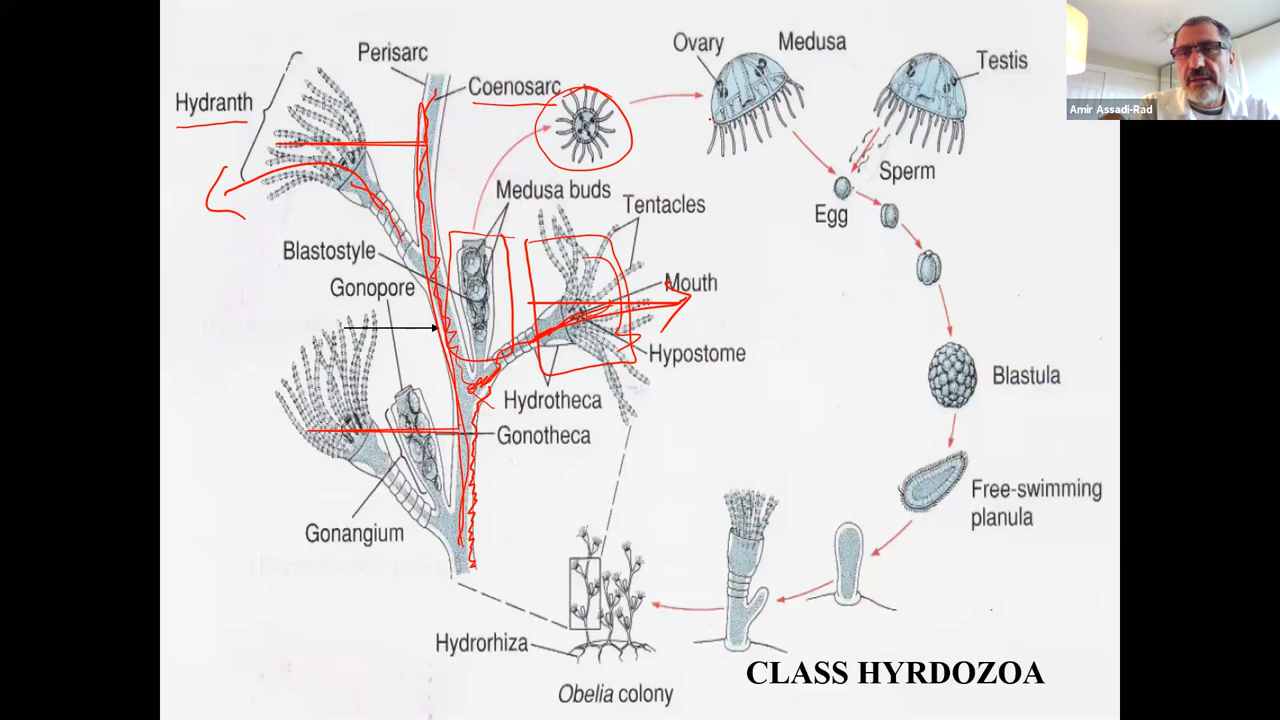 Perisarc
Coenosarc
Hydranth
Ovary
Medusa
Testis
Amir Assadi-Rad
Medusa buds
Tentacles
Sperm
Egg
Blastostyle
Gonopore
Mouth
Hypostome
Hydrotheca
Blastula
Gonotheca
Free-swimming
planula
Gonangium
Hydrorhiza
Obelia colony
CLASS HYRDOZOA